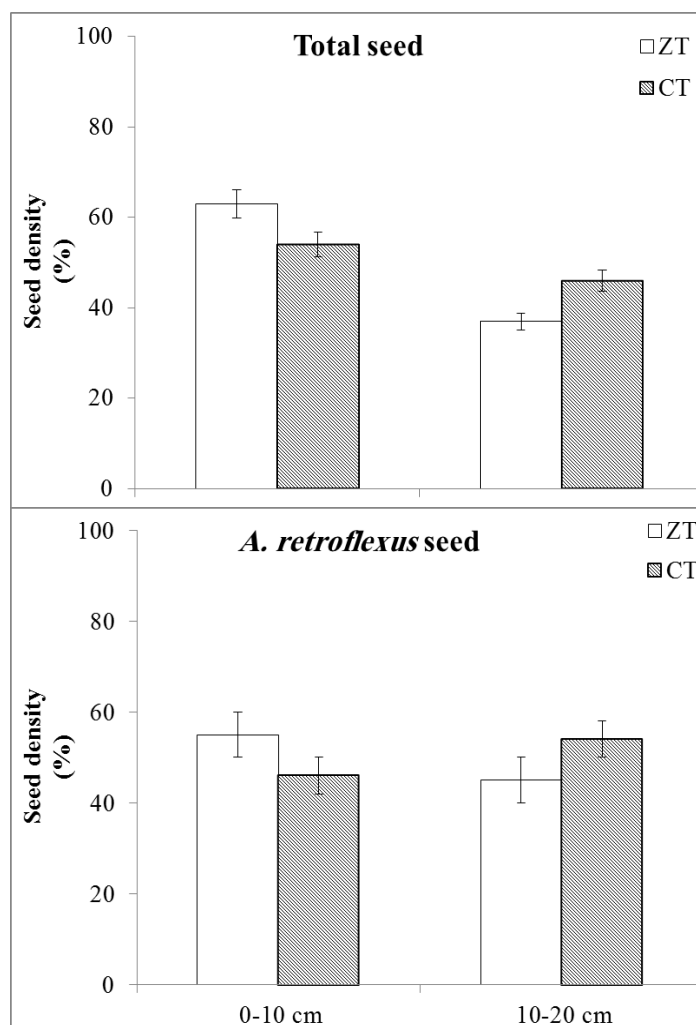 Total seed
ZT
CT
100
80
60
40
20
0
Seed density
(%)
A. retroflexus seed
ZT
CT
100
80
60
40
20
0
Seed density
(%)
0-10 cm
10-20 cm